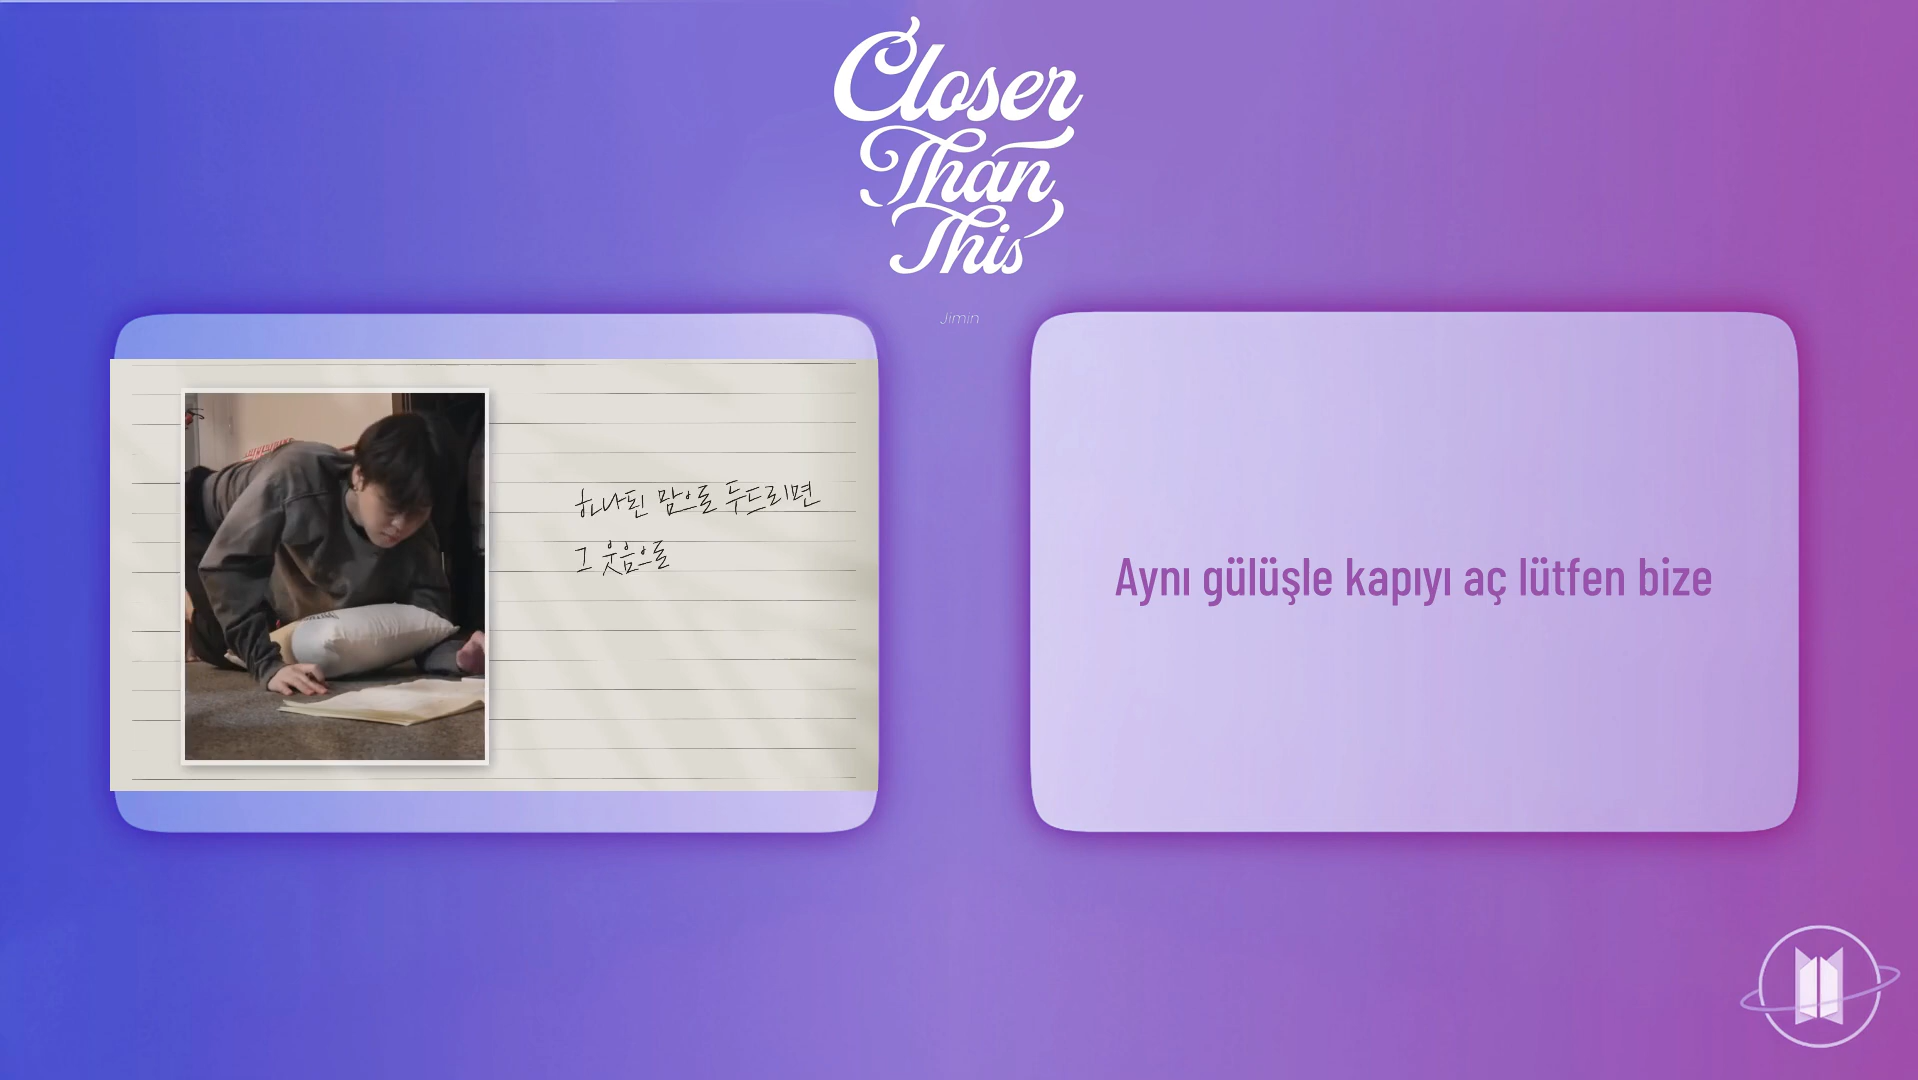 Closer
Than
This
Jimin
하나된 맘으로 두드리면
그 웃음으로
Aynı gülüşle kapıyı aç lütfen bize